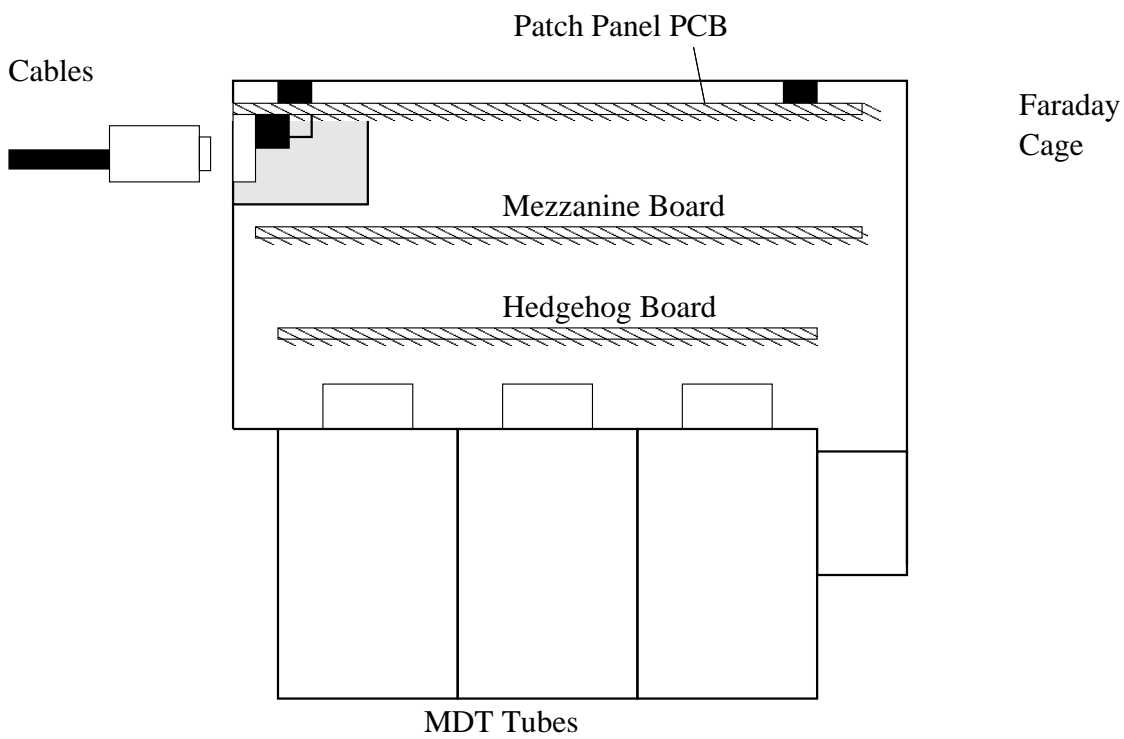 Patch Panel PCB
Cables
Faraday
Cage
Mezzanine Board
Hedgehog Board
MDT Tubes